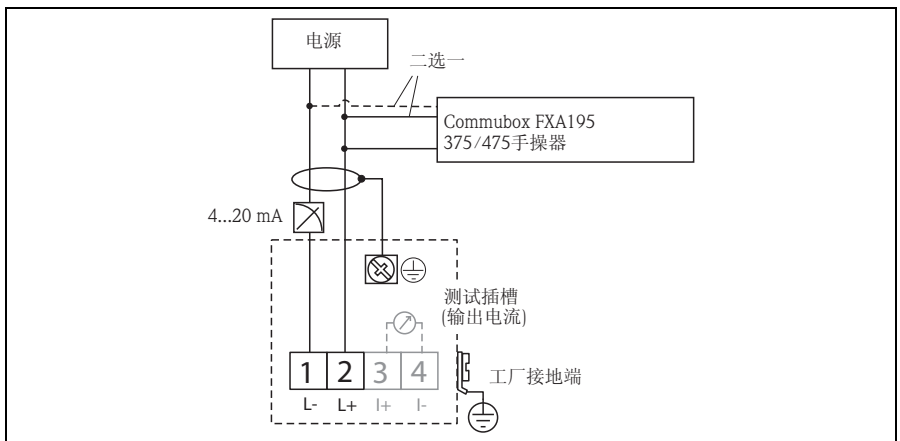 电源
二选一
Commubox FXA195
375/475手操器
4...20 mA
测试插槽
(输出电流)
1 2 3 4
工厂接地端
L- L+ I+ I-